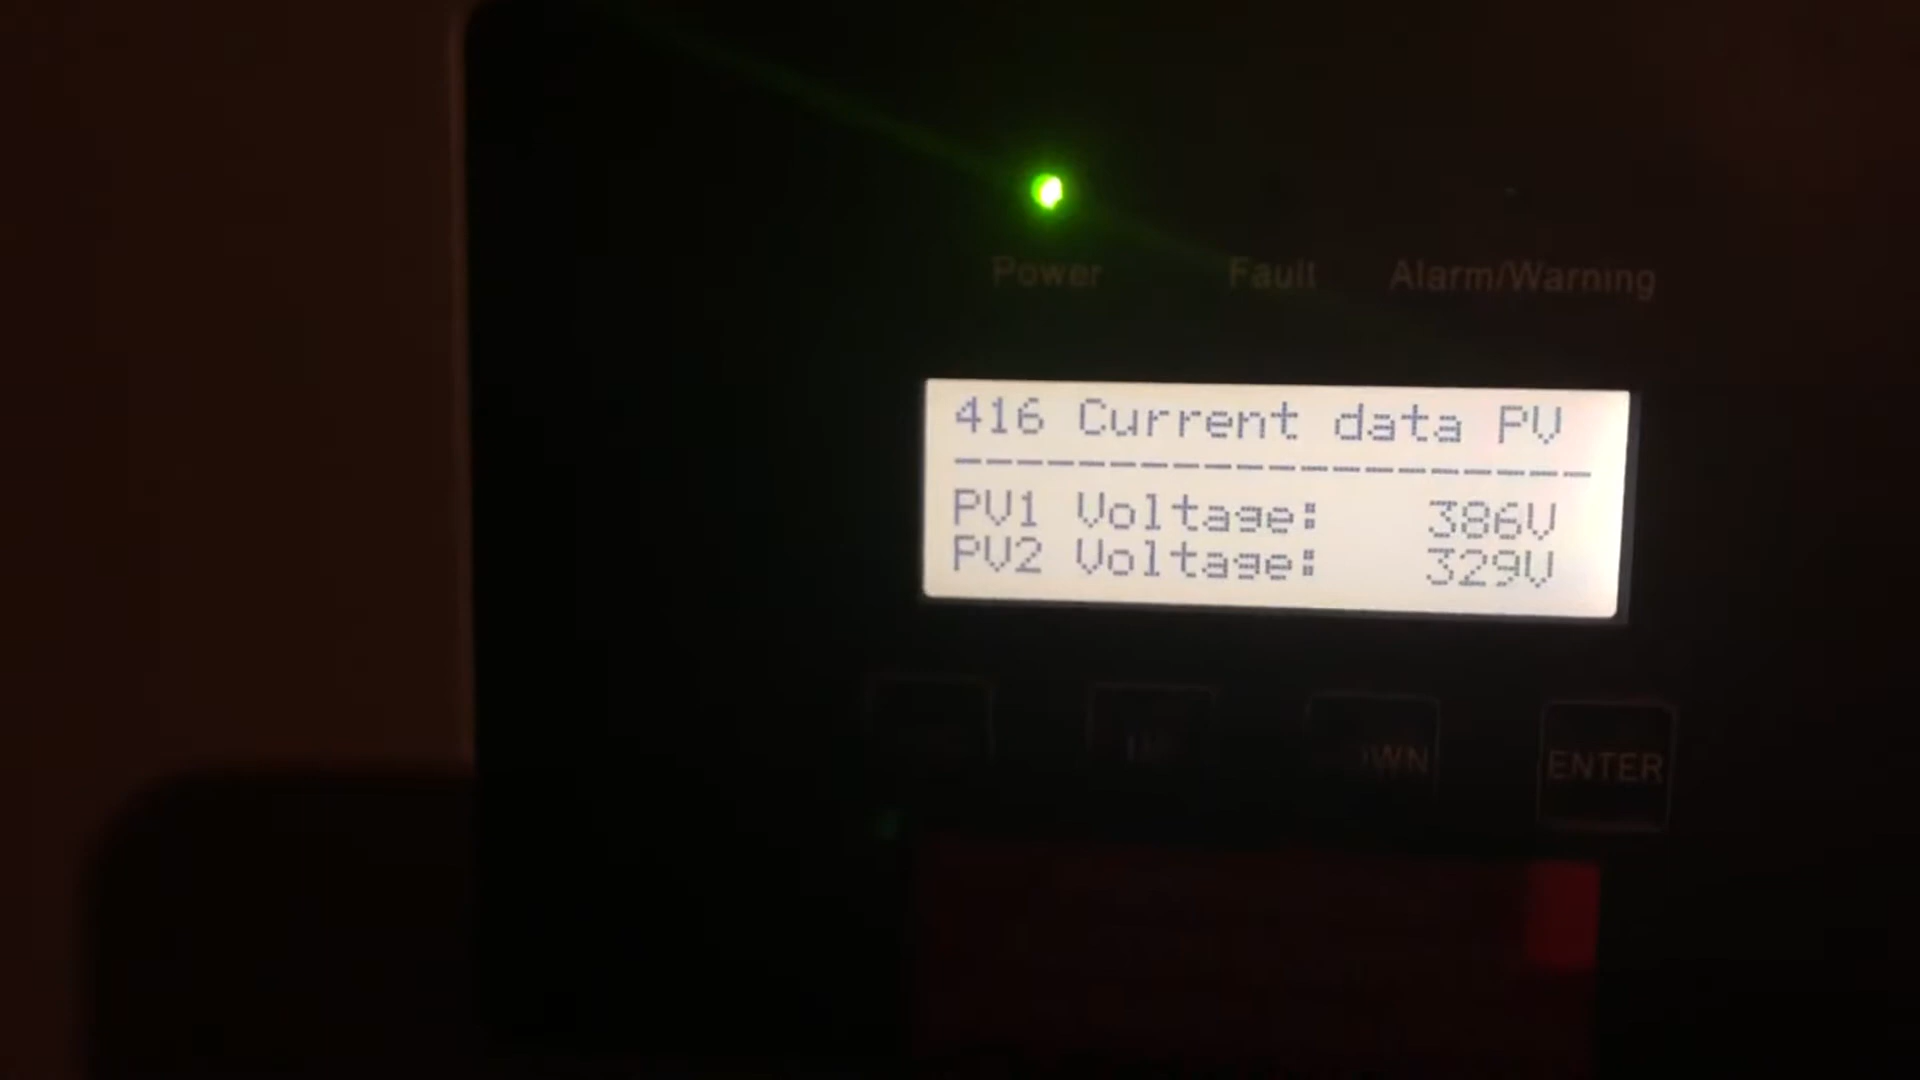 Power Fault Alarm/Warning
416 Current data PV
--------------------
PV1 Voltage: 386V
PV2 Voltage: 329V
ENTER